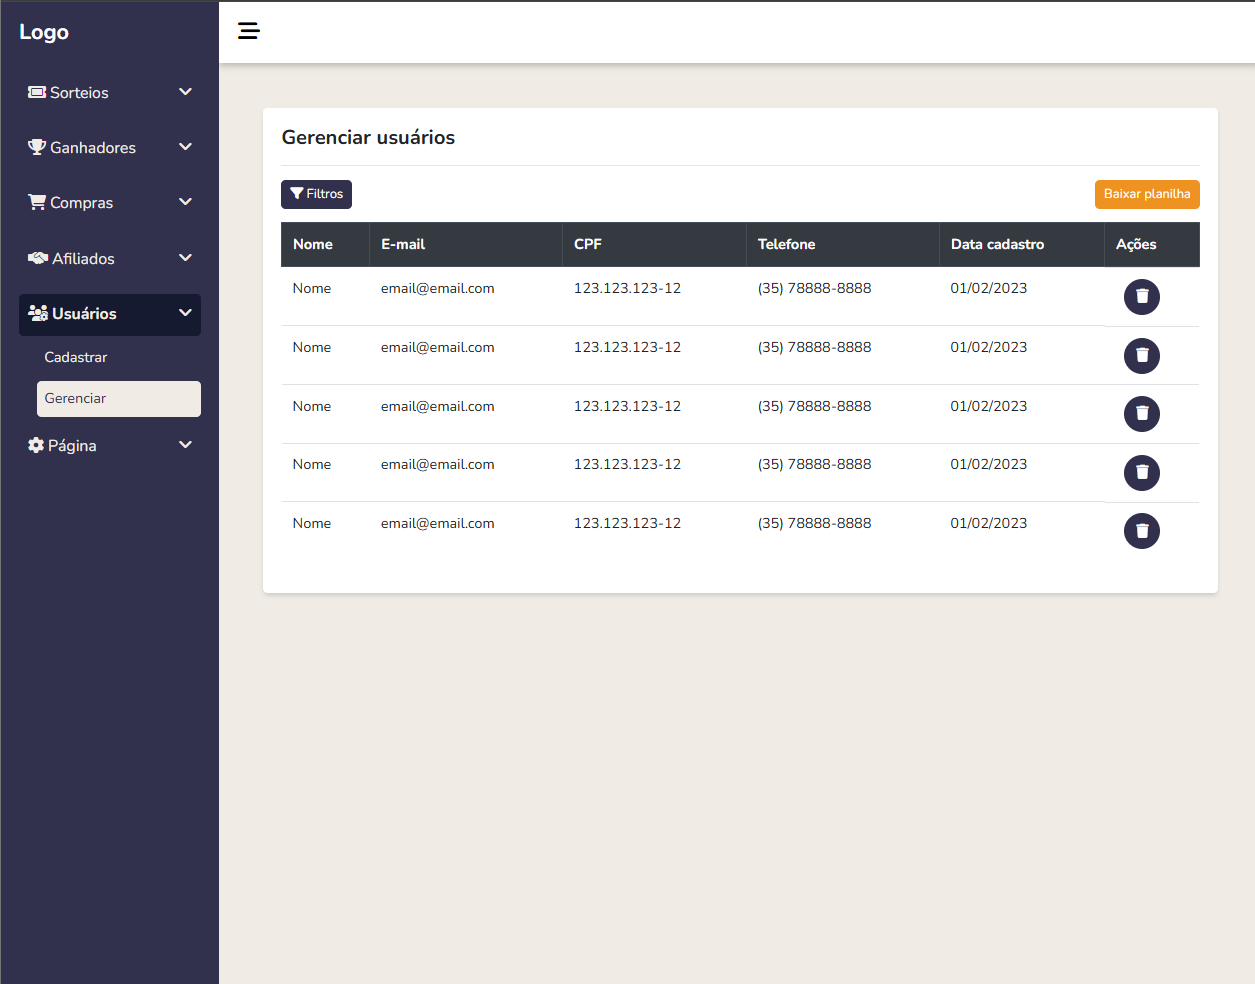 Logo
Sorteios
Ganhadores
Compras
Afiliados
Usuários
Cadastrar
Gerenciar
Página
Gerenciar usuários
Filtros
Baixar planilha
Nome E-mail CPF Telefone Data cadastro Ações
Nome email@email.com 123.123.123-12 (35) 78888-8888 01/02/2023
Nome email@email.com 123.123.123-12 (35) 78888-8888 01/02/2023
Nome email@email.com 123.123.123-12 (35) 78888-8888 01/02/2023
Nome email@email.com 123.123.123-12 (35) 78888-8888 01/02/2023
Nome email@email.com 123.123.123-12 (35) 78888-8888 01/02/2023